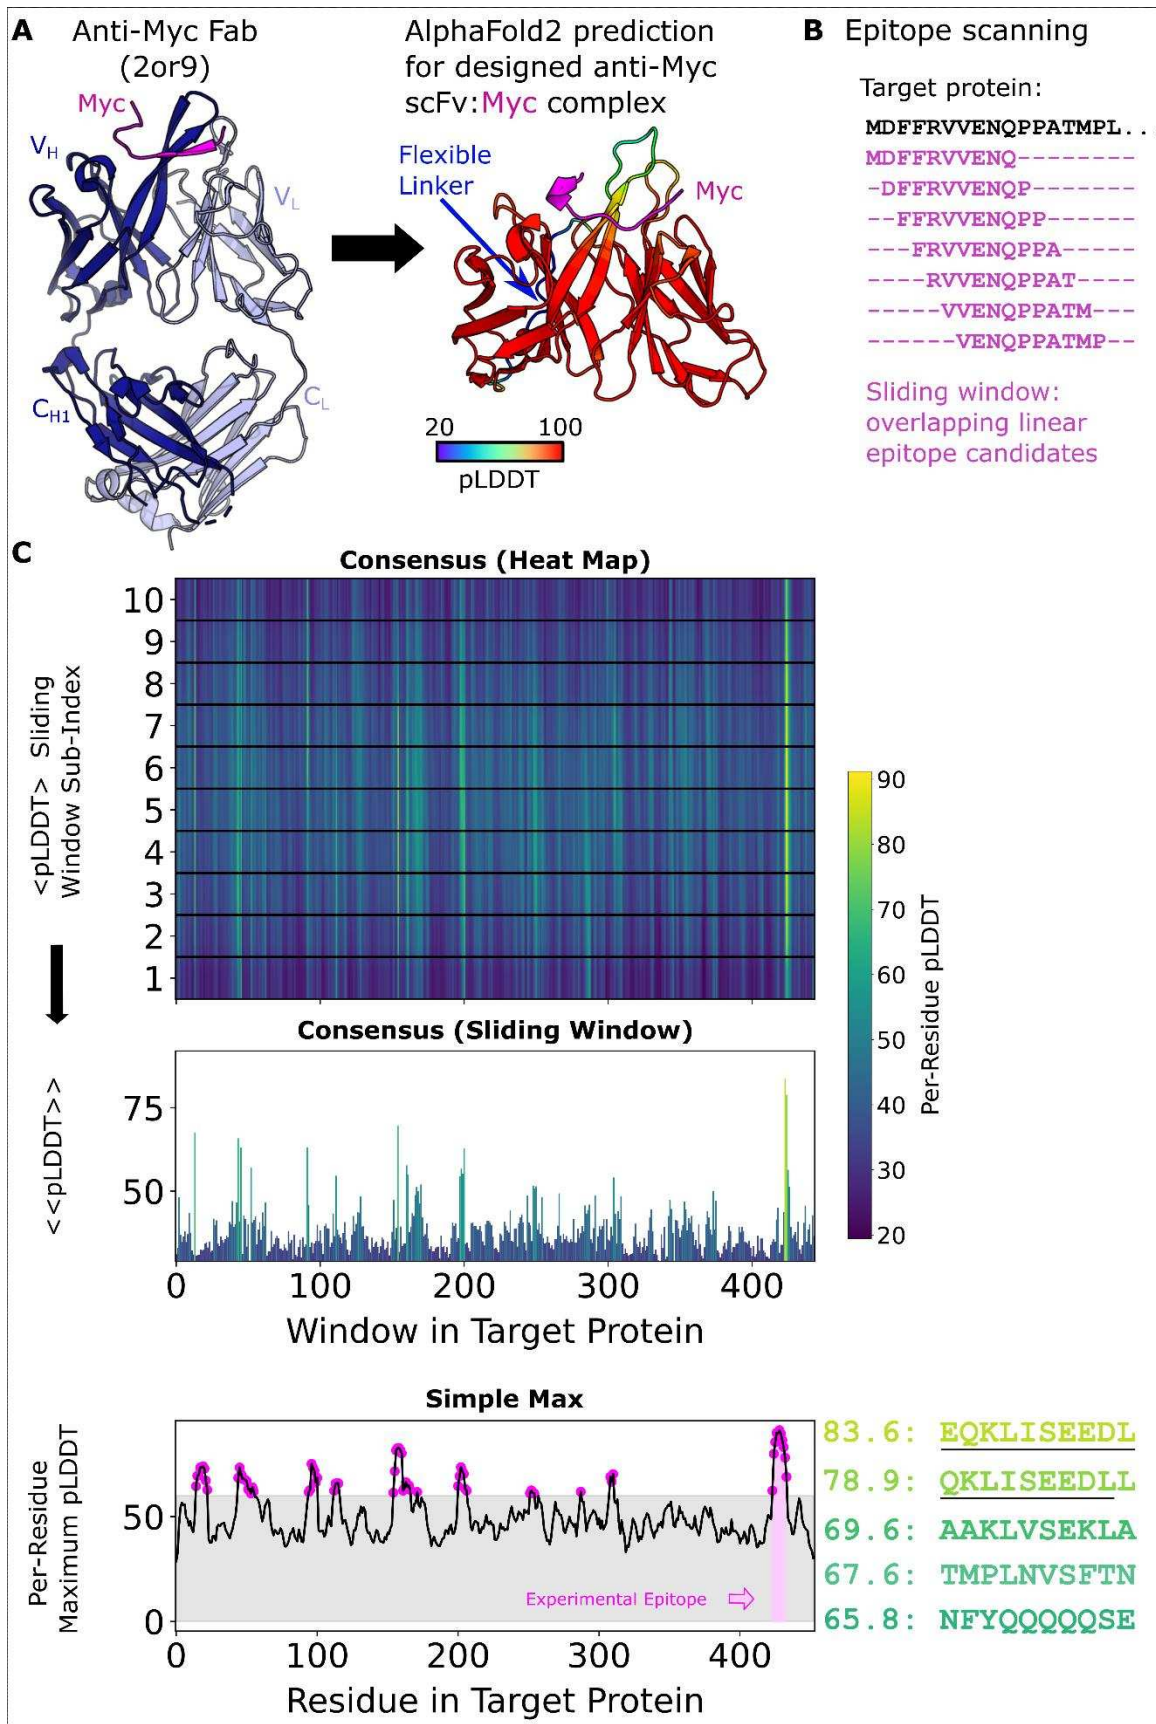 A
Anti-Myc Fab
(2or9)
Myc
VH
VL
CH1
CL
AlphaFold2 prediction
for designed anti-Myc
scFv:Myc complex
Flexible
Linker
Myc
20 100
pLDDT
B Epitope scanning
Target protein:
MDFFRVVENQPPATMPL...
MDFFRVVENQ--------
-DFFRVVENQP-------
--FFRVVENQPP------
---FRVVENQPPA-----
----RVVENQPPAT----
-----VVENQPPATM---
------VENQPPATMP--
Sliding window:
overlapping linear
epitope candidates
C
Consensus (Heat Map)
<pLDDT> Sliding
Window Sub-Index
10
9
8
7
6
5
4
3
2
1
0 100 200 300 400
Consensus (Sliding Window)
<<pLDDT>>
75
50
0 100 200 300 400
Window in Target Protein
90
80
70
60
50
40
30
20
Per-Residue pLDDT
Simple Max
Per-Residue
Maximum pLDDT
50
0
Experimental Epitope
0 100 200 300 400
Residue in Target Protein
83.6: EQKLISEEDL
78.9: QKLISEEDLL
69.6: AAKLVSEKLA
67.6: TMPLNVSFTN
65.8: NFYQQQQQSE